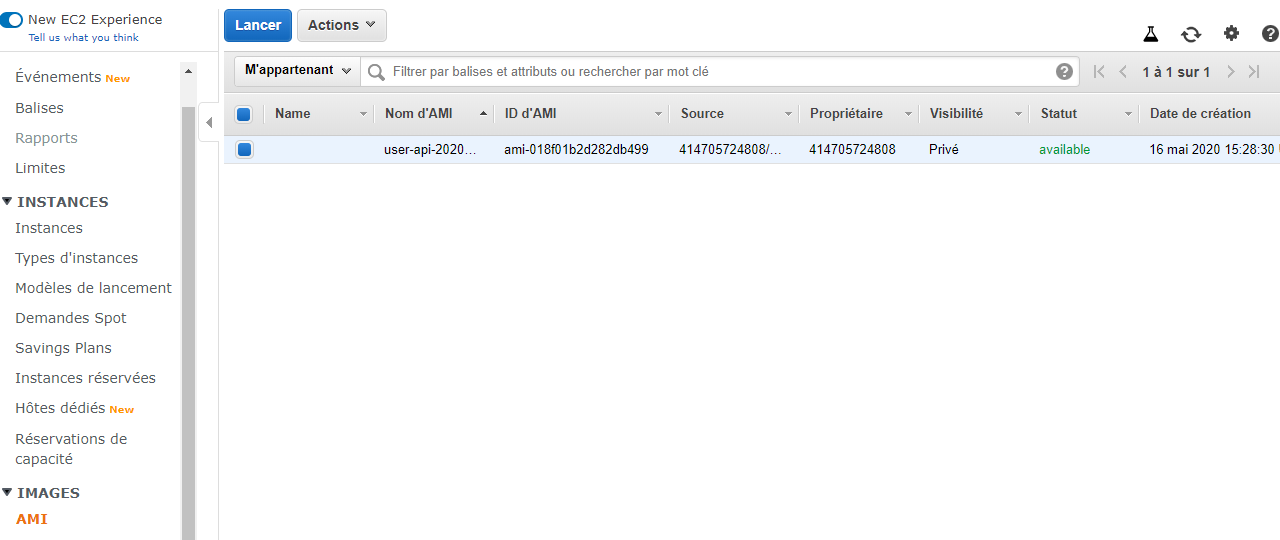 New EC2 Experience
Tell us what you think
Événements New
Balises
Rapports
Limites
INSTANCES
Instances
Types d'instances
Modèles de lancement
Demandes Spot
Savings Plans
Instances réservées
Hôtes dédiés New
Réservations de
capacité
IMAGES
AMI
Lancer Actions
M'appartenant Filtrer par balises et attributs ou rechercher par mot clé 1 à 1 sur 1
Name Nom d'AMI ID d'AMI Source Propriétaire Visibilité Statut Date de création
user-api-2020... ami-018f01b2d282db499 414705724808/... 414705724808 Privé available 16 mai 2020 15:28:30